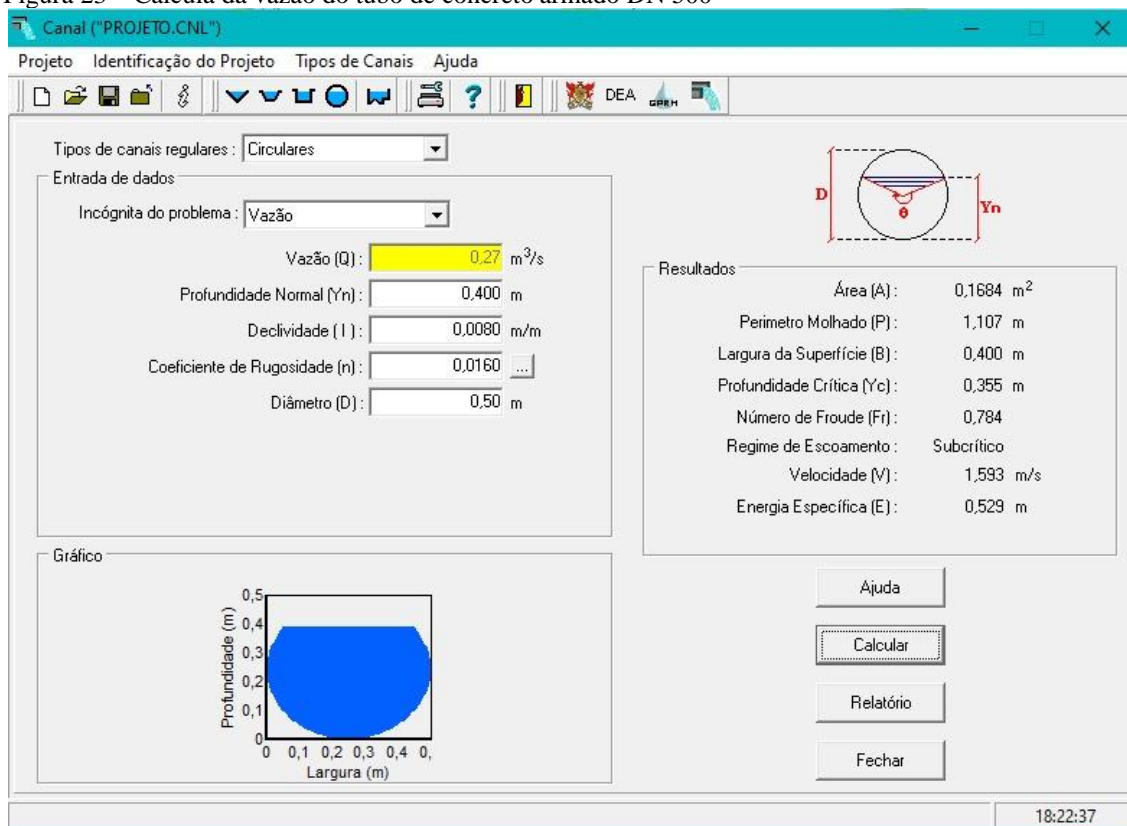 Figura 23 – Calcula da vazão do tubo de concreto armado DN 500
Canal ("PROJETO.CNL")
Projeto Identificação do Projeto Tipos de Canais Ajuda
DEA GPRH
Tipos de canais regulares : Circulares
Entrada de dados
Incógnita do problema : Vazão
Vazão (Q) : 0,27 m³/s
Profundidade Normal (Yn) : 0,400 m
Declividade ( I ) : 0,0080 m/m
Coeficiente de Rugosidade (n) : 0,0160 ...
Diâmetro (D) : 0,50 m
D θ Yn
Resultados
Área (A) : 0,1684 m²
Perimetro Molhado (P) : 1,107 m
Largura da Superfície (B) : 0,400 m
Profundidade Crítica (Yc) : 0,355 m
Número de Froude (Fr) : 0,784
Regime de Escoamento : Subcrítico
Velocidade (V) : 1,593 m/s
Energia Específica (E) : 0,529 m
Gráfico
Profundidade (m)
0,5
0,4
0,3
0,2
0,1
0
0 0,1 0,2 0,3 0,4 0,
Largura (m)
Ajuda
Calcular
Relatório
Fechar
18:22:37